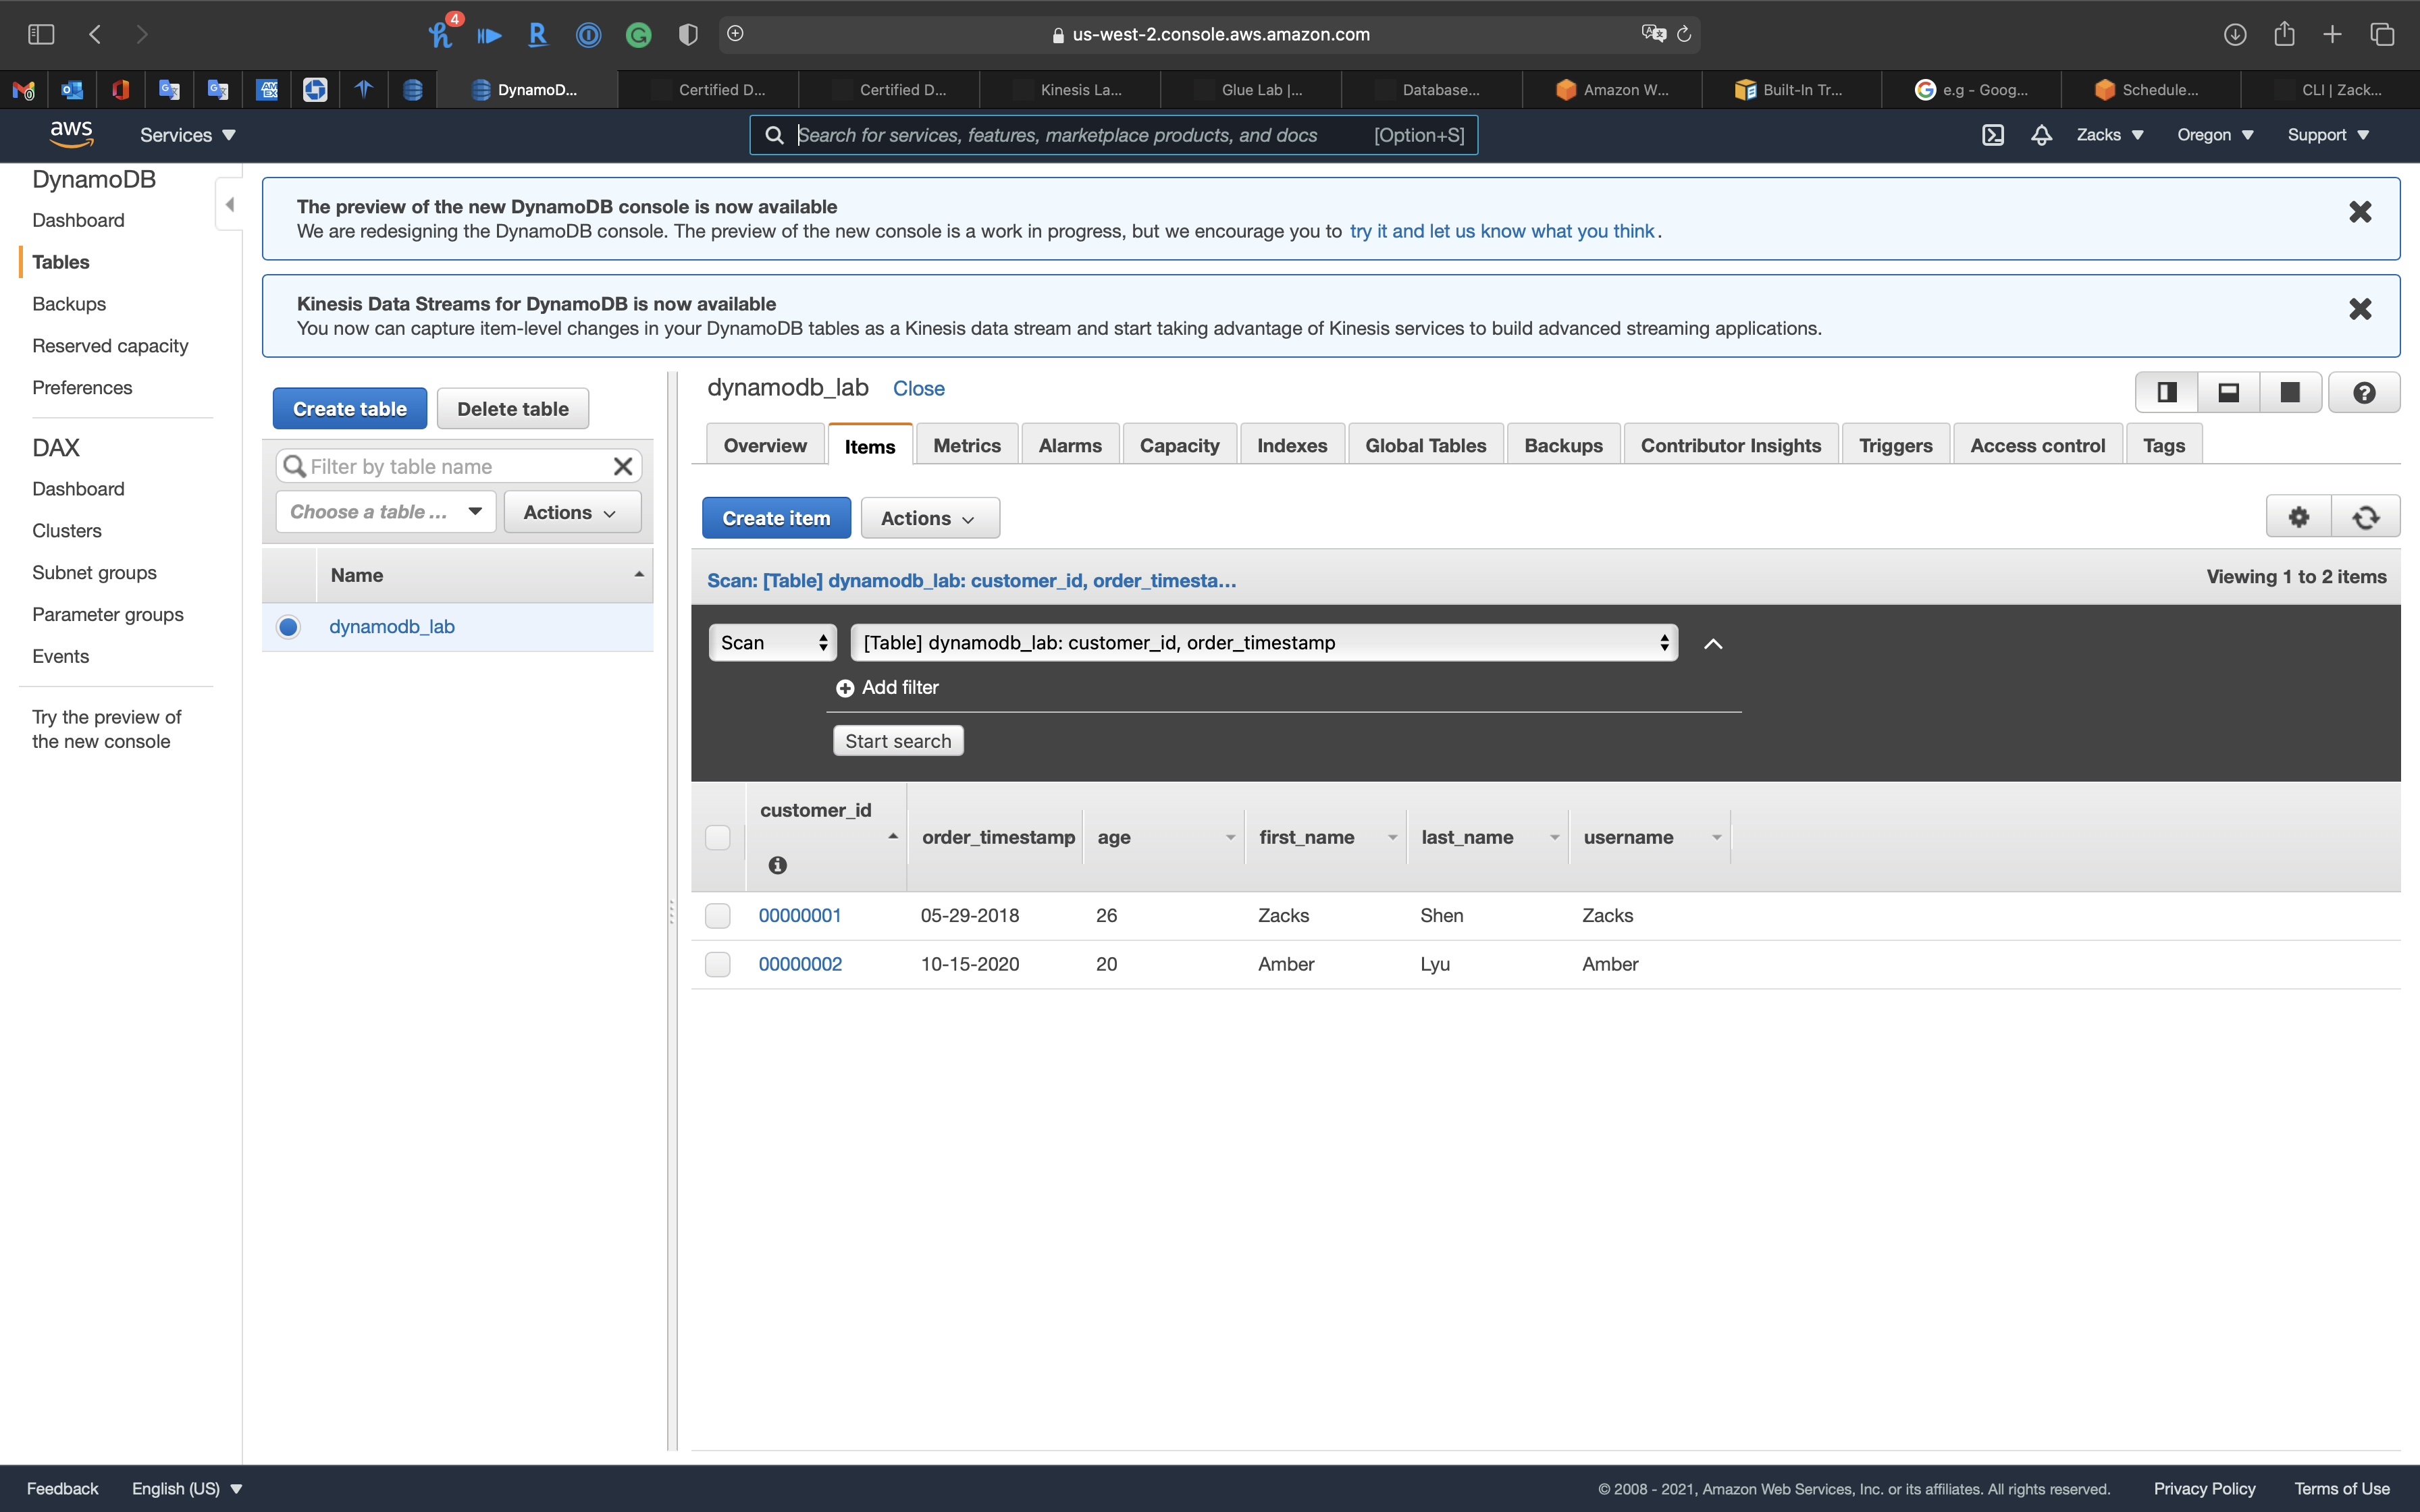 4
us-west-2.console.aws.amazon.com
DynamoD...
Certified D...
Certified D...
Kinesis La...
Glue Lab |...
Database...
Amazon W...
Built-In Tr...
e.g - Goog...
Schedule...
CLI | Zack...
aws
Services
Search for services, features, marketplace products, and docs
[Option+S]
Zacks
Oregon
Support
DynamoDB
Dashboard
Tables
Backups
Reserved capacity
Preferences
DAX
Dashboard
Clusters
Subnet groups
Parameter groups
Events
Try the preview of
the new console
The preview of the new DynamoDB console is now available
We are redesigning the DynamoDB console. The preview of the new console is a work in progress, but we encourage you to try it and let us know what you think.
Kinesis Data Streams for DynamoDB is now available
You now can capture item-level changes in your DynamoDB tables as a Kinesis data stream and start taking advantage of Kinesis services to build advanced streaming applications.
Create table
Delete table
Filter by table name
Choose a table ...
Actions
Name
dynamodb_lab
dynamodb_lab
Close
Overview
Items
Metrics
Alarms
Capacity
Indexes
Global Tables
Backups
Contributor Insights
Triggers
Access control
Tags
Create item
Actions
Scan: [Table] dynamodb_lab: customer_id, order_timesta...
Viewing 1 to 2 items
Scan
[Table] dynamodb_lab: customer_id, order_timestamp
Add filter
Start search
customer_id order_timestamp age first_name last_name username
00000001 05-29-2018 26 Zacks Shen Zacks
00000002 10-15-2020 20 Amber Lyu Amber
Feedback
English (US)
© 2008 - 2021, Amazon Web Services, Inc. or its affiliates. All rights reserved.
Privacy Policy
Terms of Use